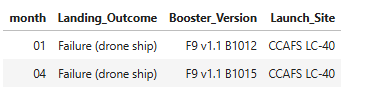 month Landing_Outcome Booster_Version Launch_Site
01 Failure (drone ship) F9 v1.1 B1012 CCAFS LC-40
04 Failure (drone ship) F9 v1.1 B1015 CCAFS LC-40